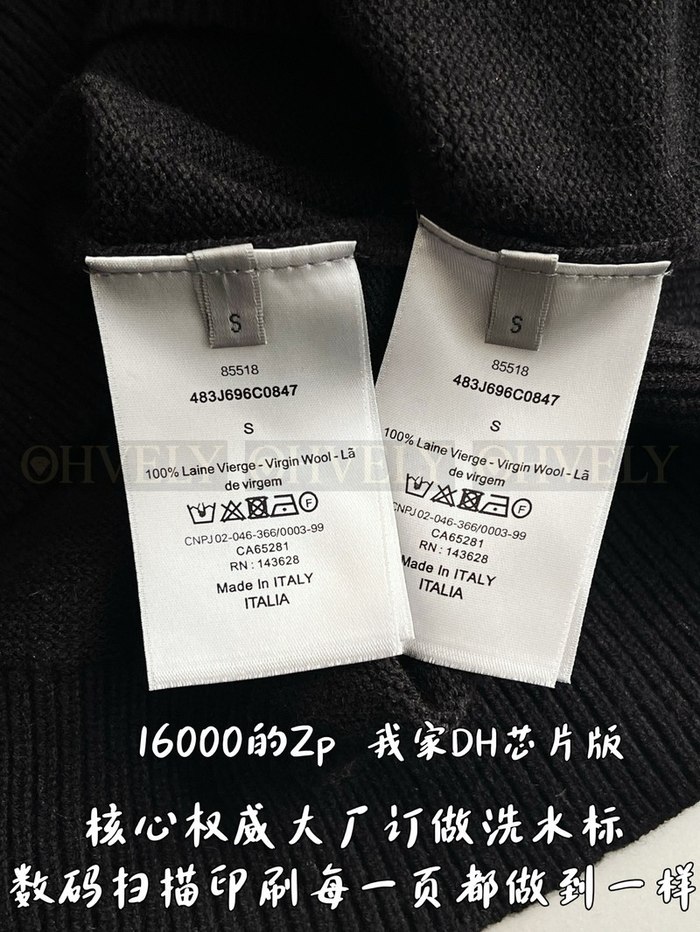 S
85518
483J696C0847
S
100% Laine Vierge - Virgin Wool - Lã
de virgem
F
CNPJ 02-046-366/0003-99
CA65281
RN : 143628
Made In ITALY
ITALIA
S
85518
483J696C0847
S
100% Laine Vierge - Virgin Wool - Lã
de virgem
F
CNPJ 02-046-366/0003-99
CA65281
RN : 143628
Made In ITALY
ITALIA
OHVELY OHVELY OHVELY
16000的Zp 我家DH芯片版
核心权威大厂订做洗水标
数码扫描印刷每一页都做到一样